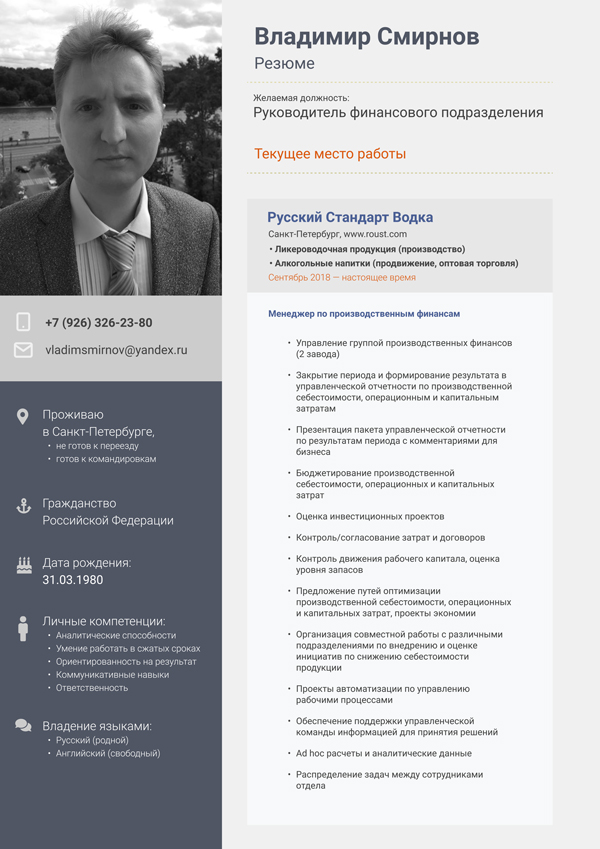 Владимир Смирнов
Резюме
Желаемая должность:
Руководитель финансового подразделения
Текущее место работы
Русский Стандарт Водка
Санкт-Петербург, www.roust.com
• Ликероводочная продукция (производство)
• Алкогольные напитки (продвижение, оптовая торговля)
Сентябрь 2018 — настоящее время
Менеджер по производственным финансам
• Управление группой производственных финансов
(2 завода)
• Закрытие периода и формирование результата в
управленческой отчетности по производственной
себестоимости, операционным и капитальным
затратам
• Презентация пакета управленческой отчетности
по результатам периода с комментариями для
бизнеса
• Бюджетирование производственной
себестоимости, операционных и капитальных
затрат
• Оценка инвестиционных проектов
• Контроль/согласование затрат и договоров
• Контроль движения рабочего капитала, оценка
уровня запасов
• Предложение путей оптимизации
производственной себестоимости, операционных
и капитальных затрат, проекты экономии
• Организация совместной работы с различными
подразделениями по внедрению и оценке
инициатив по снижению себестоимости
продукции
• Проекты автоматизации по управлению
рабочими процессами
• Обеспечение поддержки управленческой
команды информацией для принятия решений
• Ad hoc расчеты и аналитические данные
• Распределение задач между сотрудниками
отдела
+7 (926) 326-23-80
vladimsmirnov@yandex.ru
Проживаю
в Санкт-Петербурге,
• не готов к переезду
• готов к командировкам
Гражданство
Российской Федерации
Дата рождения:
31.03.1980
Личные компетенции:
• Аналитические способности
• Умение работать в сжатых сроках
• Ориентированность на результат
• Коммуникативные навыки
• Ответственность
Владение языками:
• Русский (родной)
• Английский (свободный)